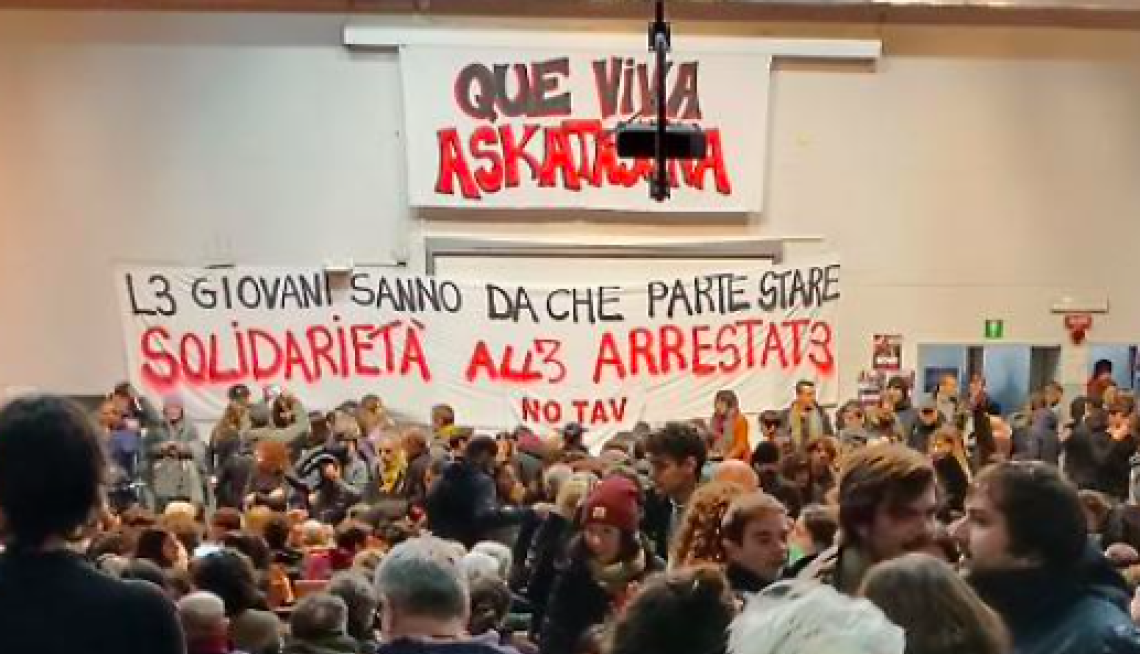 QUE VIVA
ASKATASUNA
L3 GIOVANI SANNO DA CHE PARTE STARE
SOLIDARIETÀ ALL3 ARRESTAT3
NO TAV